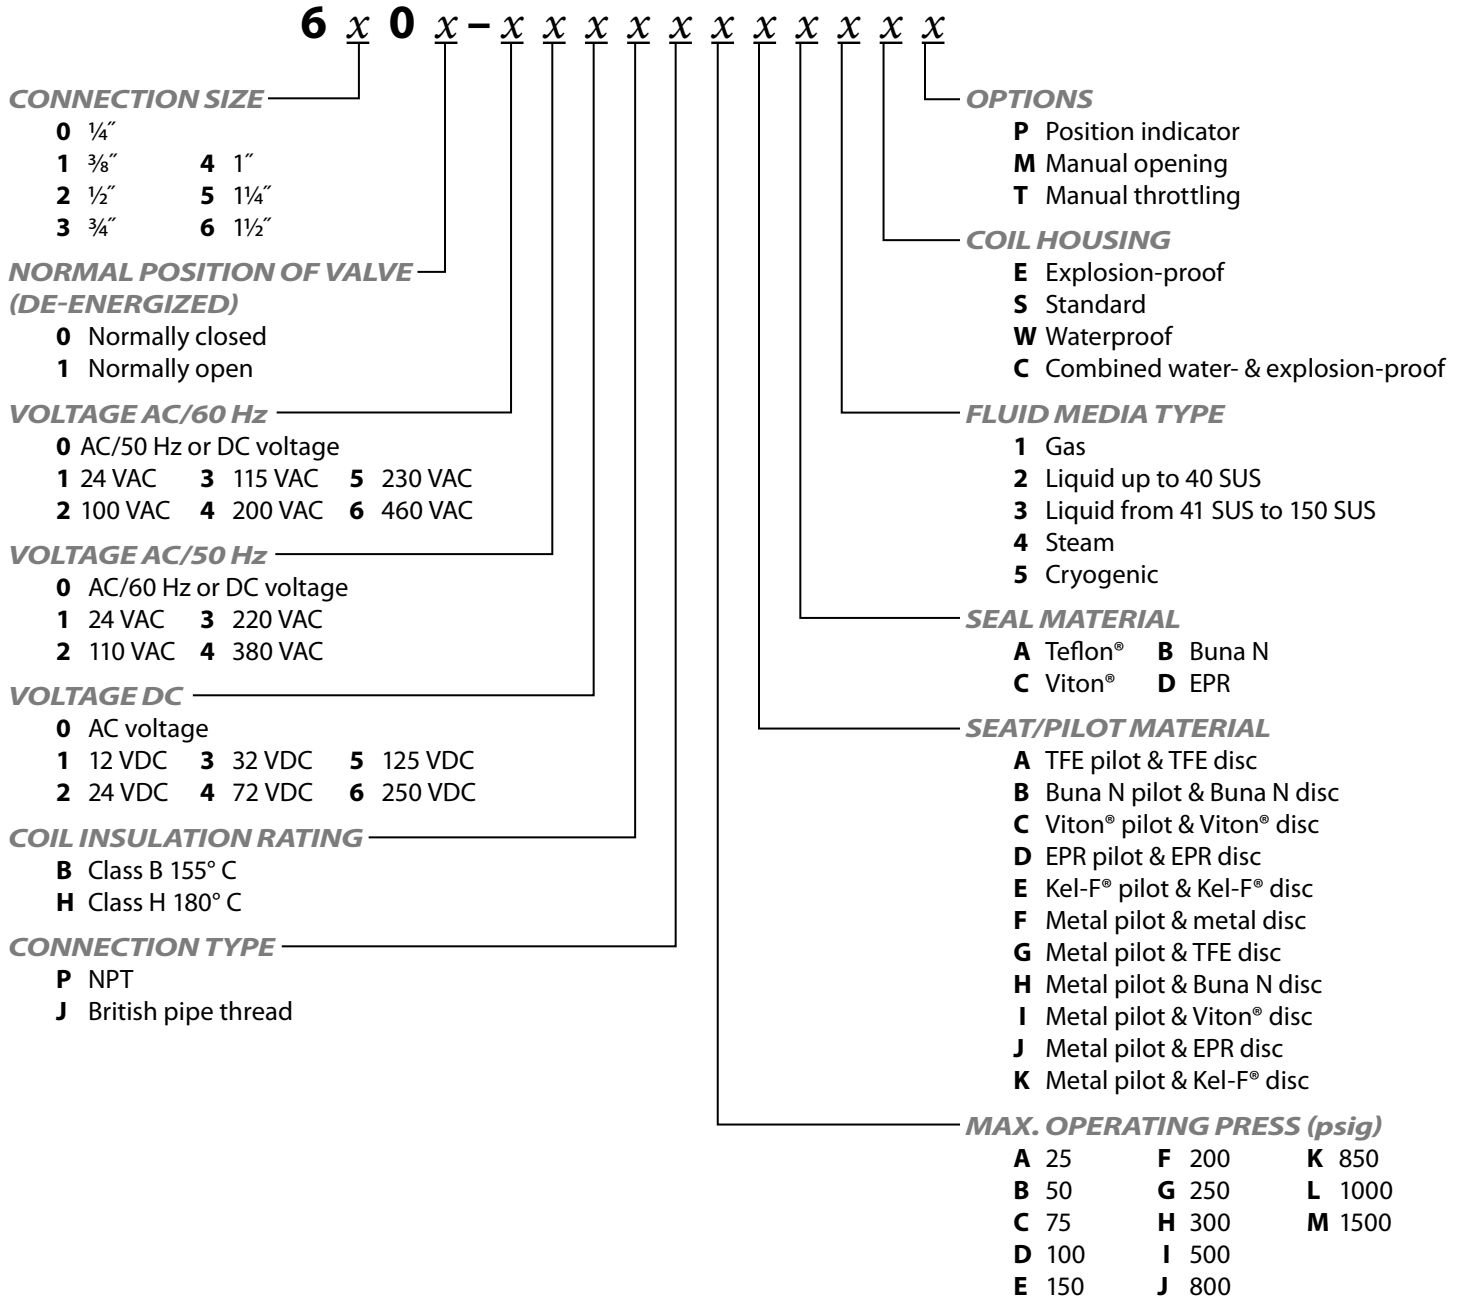 6 x 0 x – x x x x x x x x x x x
CONNECTION SIZE
0 ¼˝
1 ⅜˝ 4 1˝
2 ½˝ 5 1¼˝
3 ¾˝ 6 1½˝
NORMAL POSITION OF VALVE
(DE-ENERGIZED)
0 Normally closed
1 Normally open
VOLTAGE AC/60 Hz
0 AC/50 Hz or DC voltage
1 24 VAC 3 115 VAC 5 230 VAC
2 100 VAC 4 200 VAC 6 460 VAC
VOLTAGE AC/50 Hz
0 AC/60 Hz or DC voltage
1 24 VAC 3 220 VAC
2 110 VAC 4 380 VAC
VOLTAGE DC
0 AC voltage
1 12 VDC 3 32 VDC 5 125 VDC
2 24 VDC 4 72 VDC 6 250 VDC
COIL INSULATION RATING
B Class B 155° C
H Class H 180° C
CONNECTION TYPE
P NPT
J British pipe thread
OPTIONS
P Position indicator
M Manual opening
T Manual throttling
COIL HOUSING
E Explosion-proof
S Standard
W Waterproof
C Combined water- & explosion-proof
FLUID MEDIA TYPE
1 Gas
2 Liquid up to 40 SUS
3 Liquid from 41 SUS to 150 SUS
4 Steam
5 Cryogenic
SEAL MATERIAL
A Teflon® B Buna N
C Viton® D EPR
SEAT/PILOT MATERIAL
A TFE pilot & TFE disc
B Buna N pilot & Buna N disc
C Viton® pilot & Viton® disc
D EPR pilot & EPR disc
E Kel-F® pilot & Kel-F® disc
F Metal pilot & metal disc
G Metal pilot & TFE disc
H Metal pilot & Buna N disc
I Metal pilot & Viton® disc
J Metal pilot & EPR disc
K Metal pilot & Kel-F® disc
MAX. OPERATING PRESS (psig)
A 25 F 200 K 850
B 50 G 250 L 1000
C 75 H 300 M 1500
D 100 I 500
E 150 J 800